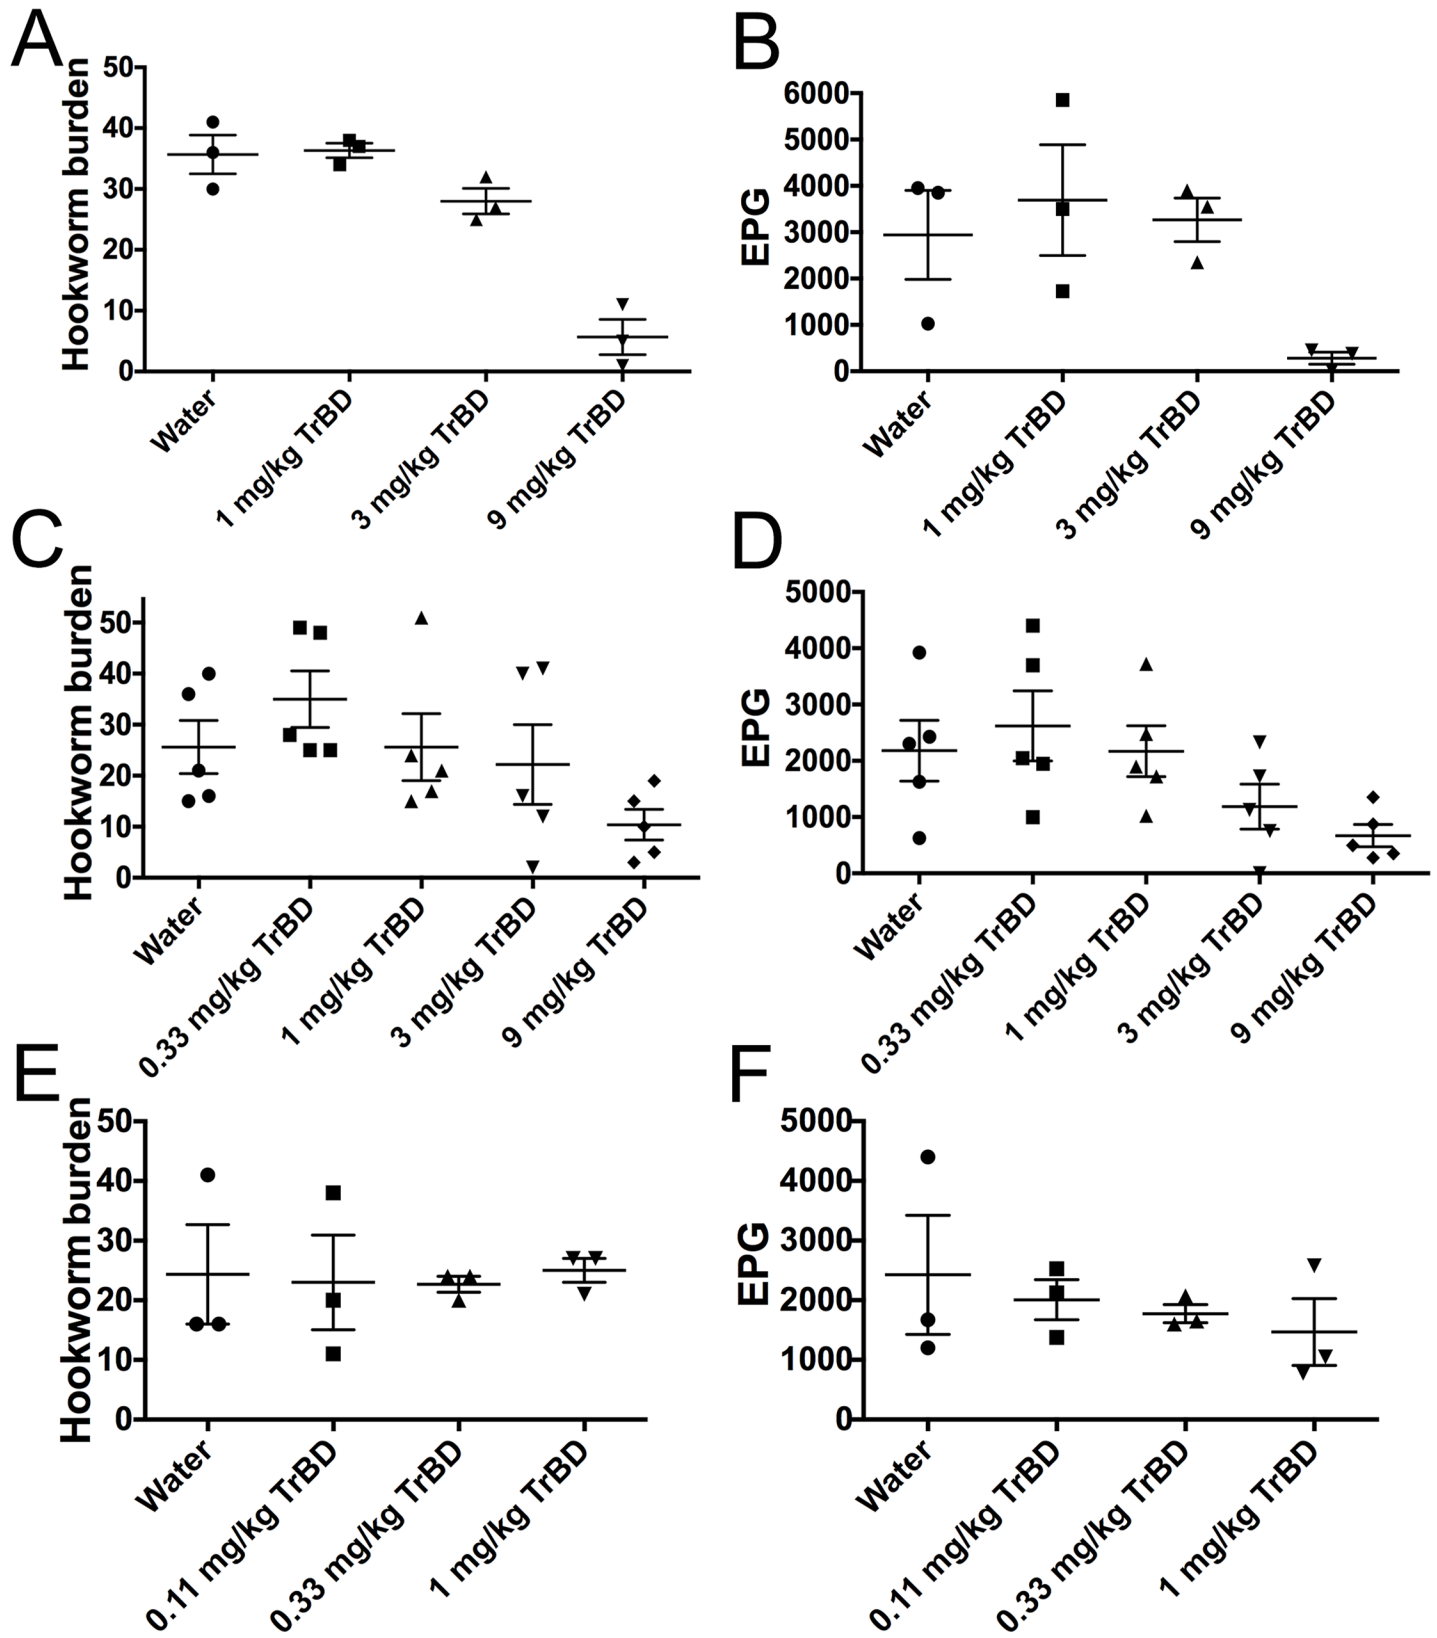 A
Hookworm burden
50
40
30
20
10
0
Water
1 mg/kg TrBD
3 mg/kg TrBD
9 mg/kg TrBD
B
EPG
6000
5000
4000
3000
2000
1000
0
Water
1 mg/kg TrBD
3 mg/kg TrBD
9 mg/kg TrBD
C
Hookworm burden
50
40
30
20
10
0
Water
0.33 mg/kg TrBD
1 mg/kg TrBD
3 mg/kg TrBD
9 mg/kg TrBD
D
EPG
5000
4000
3000
2000
1000
0
Water
0.33 mg/kg TrBD
1 mg/kg TrBD
3 mg/kg TrBD
9 mg/kg TrBD
E
Hookworm burden
50
40
30
20
10
0
Water
0.11 mg/kg TrBD
0.33 mg/kg TrBD
1 mg/kg TrBD
F
EPG
5000
4000
3000
2000
1000
0
Water
0.11 mg/kg TrBD
0.33 mg/kg TrBD
1 mg/kg TrBD